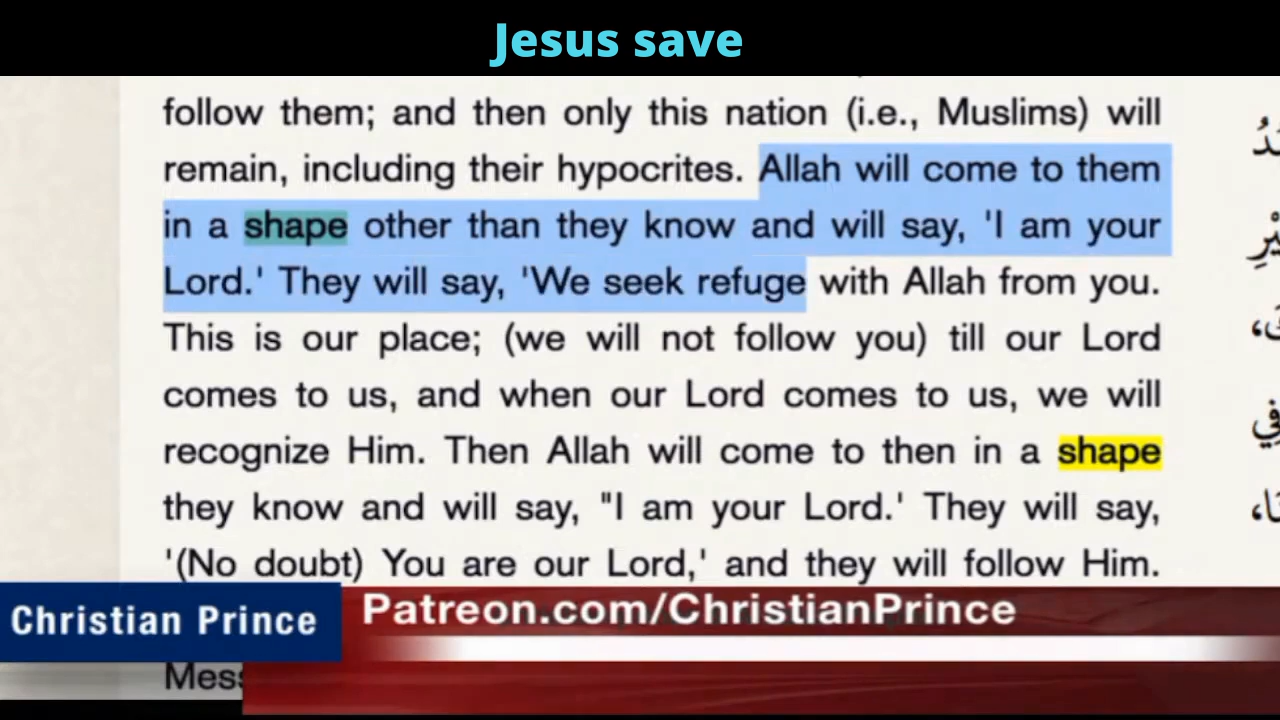 Jesus save
follow them; and then only this nation (i.e., Muslims) will
remain, including their hypocrites. Allah will come to them
in a shape other than they know and will say, 'I am your
Lord.' They will say, 'We seek refuge with Allah from you.
This is our place; (we will not follow you) till our Lord
comes to us, and when our Lord comes to us, we will
recognize Him. Then Allah will come to then in a shape
they know and will say, "I am your Lord.' They will say,
'(No doubt) You are our Lord,' and they will follow Him.
Christian Prince
Patreon.com/ChristianPrince